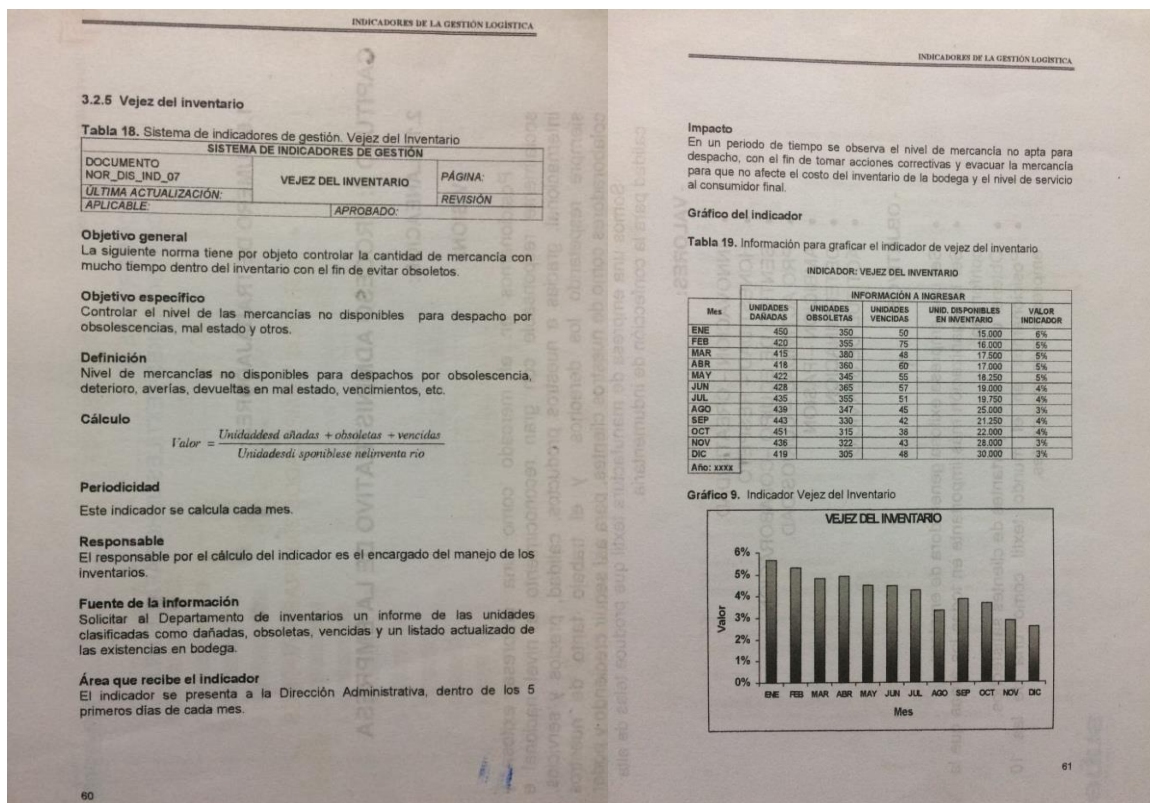 INDICADORES DE LA GESTIÓN LOGÍSTICA
3.2.5 Vejez del inventario
Tabla 18. Sistema de indicadores de gestión. Vejez del Inventario
SISTEMA DE INDICADORES DE GESTIÓN
DOCUMENTO
NOR_DIS_IND_07
VEJEZ DEL INVENTARIO
PÁGINA:
ÚLTIMA ACTUALIZACIÓN:
REVISIÓN
APLICABLE:
APROBADO:
Objetivo general
La siguiente norma tiene por objeto controlar la cantidad de mercancía con
mucho tiempo dentro del inventario con el fin de evitar obsoletos.
Objetivo específico
Controlar el nivel de las mercancías no disponibles para despacho por
obsolescencias, mal estado y otros.
Definición
Nivel de mercancías no disponibles para despachos por obsolescencia,
deterioro, averías, devueltas en mal estado, vencimientos, etc.
Cálculo
Valor = Unidaddesd añadas + obsoletas + vencidas
Unidadesdi sponiblese nelinventa rio
Periodicidad
Este indicador se calcula cada mes.
Responsable
El responsable por el cálculo del indicador es el encargado del manejo de los
inventarios.
Fuente de la información
Solicitar al Departamento de inventarios un informe de las unidades
clasificadas como dañadas, obsoletas, vencidas y un listado actualizado de
las existencias en bodega.
Área que recibe el indicador
El indicador se presenta a la Dirección Administrativa, dentro de los 5
primeros días de cada mes.
60
INDICADORES DE LA GESTIÓN LOGÍSTICA
Impacto
En un periodo de tiempo se observa el nivel de mercancía no apta para
despacho, con el fin de tomar acciones correctivas y evacuar la mercancía
para que no afecte el costo del inventario de la bodega y el nivel de servicio
al consumidor final.
Gráfico del indicador
Tabla 19. Información para graficar el indicador de vejez del inventario
INDICADOR: VEJEZ DEL INVENTARIO
INFORMACIÓN A INGRESAR
Mes UNIDADES DAÑADAS UNIDADES OBSOLETAS UNIDADES VENCIDAS UNID. DISPONIBLES EN INVENTARIO VALOR INDICADOR
ENE 450 350 50 15.000 6%
FEB 420 355 75 16.000 5%
MAR 415 380 48 17.500 5%
ABR 418 360 60 17.000 5%
MAY 422 345 55 18.250 5%
JUN 428 365 57 19.000 4%
JUL 435 355 51 19.750 4%
AGO 439 347 45 25.000 3%
SEP 443 330 42 21.250 4%
OCT 451 315 38 22.000 4%
NOV 436 322 43 28.000 3%
DIC 419 305 48 30.000 3%
Año: xxxx
Gráfico 9. Indicador Vejez del Inventario
VEJEZ DEL INVENTARIO
6%
5%
4%
3%
2%
1%
0%
Valor
ENE FEB MAR ABR MAY JUN JUL AGO SEP OCT NOV DIC
Mes
61